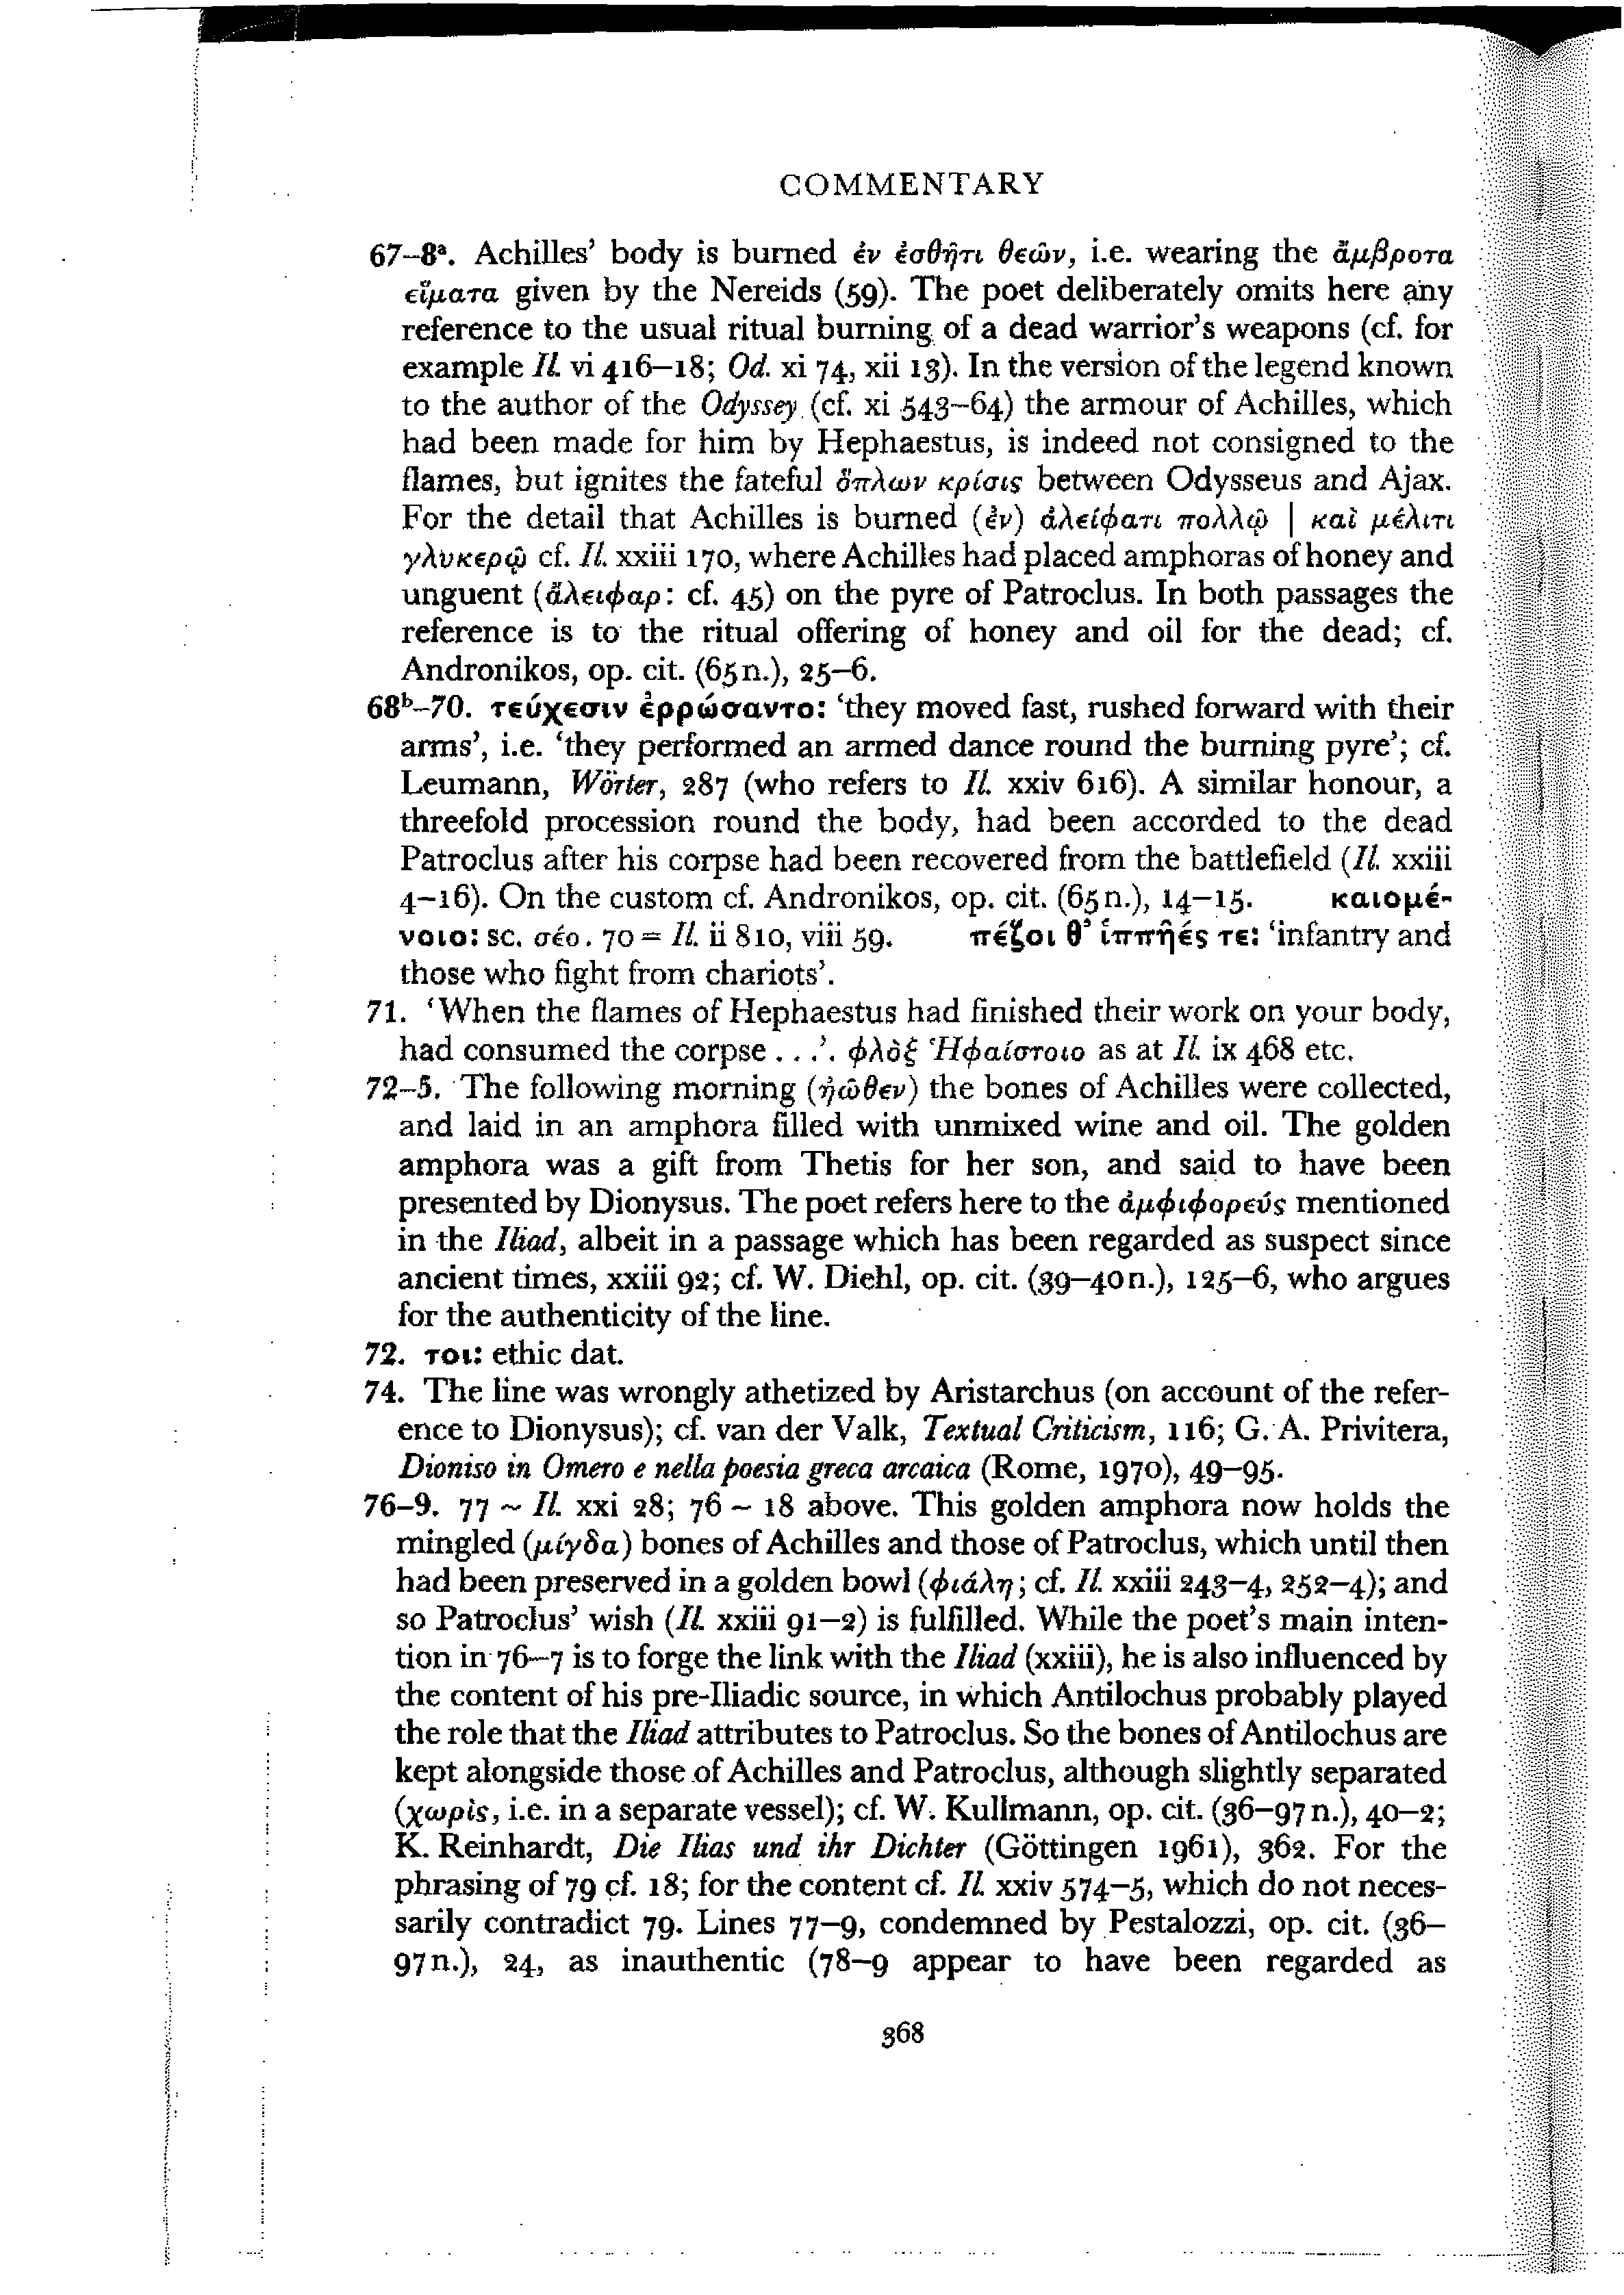 COMMENTARY
67–8ᵃ. Achilles' body is burned ἐν ἐσθῆτι θεῶν, i.e. wearing the ἄμβροτα
εἵματα given by the Nereids (59). The poet deliberately omits here any
reference to the usual ritual burning of a dead warrior's weapons (cf. for
example Il. vi 416–18; Od. xi 74, xii 13). In the version of the legend known
to the author of the Odyssey (cf. xi 543–64) the armour of Achilles, which
had been made for him by Hephaestus, is indeed not consigned to the
flames, but ignites the fateful ὅπλων κρίσις between Odysseus and Ajax.
For the detail that Achilles is burned (ἐν) ἀλείφατι πολλῷ | καὶ μέλιτι
γλυκερῷ cf. Il. xxiii 170, where Achilles had placed amphoras of honey and
unguent (ἄλειφαρ: cf. 45) on the pyre of Patroclus. In both passages the
reference is to the ritual offering of honey and oil for the dead; cf.
Andronikos, op. cit. (65n.), 25–6.
68ᵇ–70. τεύχεσιν ἐρρώσαντο: 'they moved fast, rushed forward with their
arms', i.e. 'they performed an armed dance round the burning pyre'; cf.
Leumann, Wörter, 287 (who refers to Il. xxiv 616). A similar honour, a
threefold procession round the body, had been accorded to the dead
Patroclus after his corpse had been recovered from the battlefield (Il. xxiii
4–16). On the custom cf. Andronikos, op. cit. (65n.), 14–15. καιομέ-
νοιο: sc. σέο. 70 = Il. ii 810, viii 59. πέζοι θ' ἱππῆές τε: 'infantry and
those who fight from chariots'.
71. 'When the flames of Hephaestus had finished their work on your body,
had consumed the corpse . . .'. φλὸξ Ἡφαίστοιο as at Il. ix 468 etc.
72–5. The following morning (ἠῶθεν) the bones of Achilles were collected,
and laid in an amphora filled with unmixed wine and oil. The golden
amphora was a gift from Thetis for her son, and said to have been
presented by Dionysus. The poet refers here to the ἀμφιφορεύς mentioned
in the Iliad, albeit in a passage which has been regarded as suspect since
ancient times, xxiii 92; cf. W. Diehl, op. cit. (39–40n.), 125–6, who argues
for the authenticity of the line.
72. τοι: ethic dat.
74. The line was wrongly athetized by Aristarchus (on account of the refer-
ence to Dionysus); cf. van der Valk, Textual Criticism, 116; G. A. Privitera,
Dioniso in Omero e nella poesia greca arcaica (Rome, 1970), 49–95.
76–9. 77 ~ Il. xxi 28; 76 ~ 18 above. This golden amphora now holds the
mingled (μίγδα) bones of Achilles and those of Patroclus, which until then
had been preserved in a golden bowl (φιάλη; cf. Il. xxiii 243–4, 252–4); and
so Patroclus' wish (Il. xxiii 91–2) is fulfilled. While the poet's main inten-
tion in 76–7 is to forge the link with the Iliad (xxiii), he is also influenced by
the content of his pre-Iliadic source, in which Antilochus probably played
the role that the Iliad attributes to Patroclus. So the bones of Antilochus are
kept alongside those of Achilles and Patroclus, although slightly separated
(χωρὶς, i.e. in a separate vessel); cf. W. Kullmann, op. cit. (36–97n.), 40–2;
K. Reinhardt, Die Ilias und ihr Dichter (Göttingen 1961), 362. For the
phrasing of 79 cf. 18; for the content cf. Il. xxiv 574–5, which do not neces-
sarily contradict 79. Lines 77–9, condemned by Pestalozzi, op. cit. (36–
97n.), 24, as inauthentic (78–9 appear to have been regarded as
368